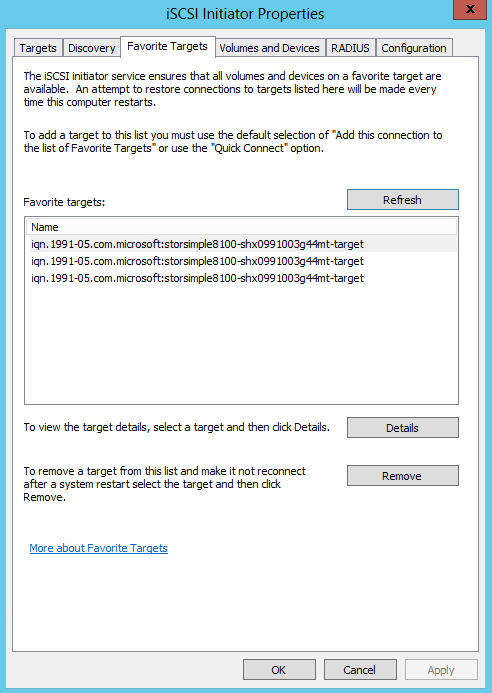 iSCSI Initiator Properties
x
Targets Discovery Favorite Targets Volumes and Devices RADIUS Configuration
The iSCSI initiator service ensures that all volumes and devices on a favorite target are
available. An attempt to restore connections to targets listed here will be made every
time this computer restarts.
To add a target to this list you must use the default selection of "Add this connection to
the list of Favorite Targets" or use the "Quick Connect" option.
Favorite targets:
Refresh
Name
iqn.1991-05.com.microsoft:storsimple8100-shx0991003g44mt-target
iqn.1991-05.com.microsoft:storsimple8100-shx0991003g44mt-target
iqn.1991-05.com.microsoft:storsimple8100-shx0991003g44mt-target
To view the target details, select a target and then click Details.
Details
To remove a target from this list and make it not reconnect
after a system restart select the target and then click
Remove.
Remove
More about Favorite Targets
OK Cancel Apply